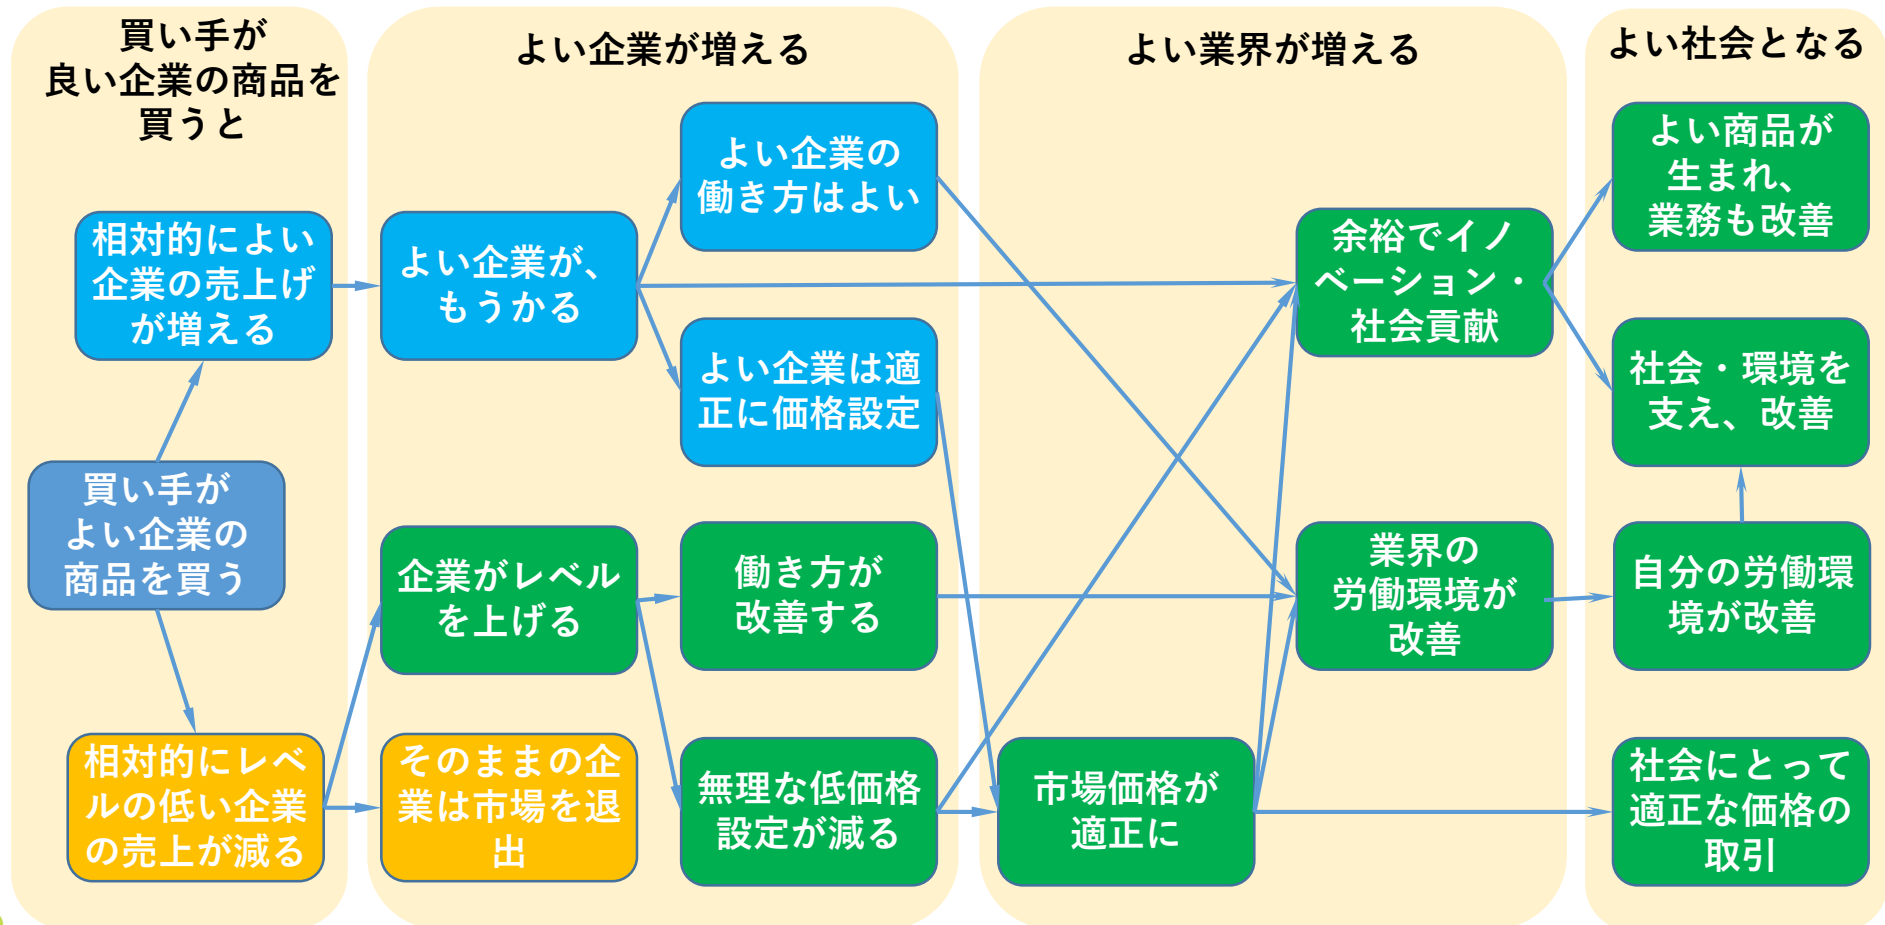 買い手が
良い企業の商品を
買うと
よい企業が増える
よい業界が増える
よい社会となる
相対的によい
企業の売上げ
が増える
買い手が
よい企業の
商品を買う
相対的にレベ
ルの低い企業
の売上が減る
よい企業が、
もうかる
よい企業の
働き方はよい
よい企業は適
正に価格設定
企業がレベル
を上げる
働き方が
改善する
そのままの企
業は市場を退
出
無理な低価格
設定が減る
余裕でイノ
ベーション・
社会貢献
業界の
労働環境が
改善
市場価格が
適正に
よい商品が
生まれ、
業務も改善
社会・環境を
支え、改善
自分の労働環
境が改善
社会にとって
適正な価格の
取引